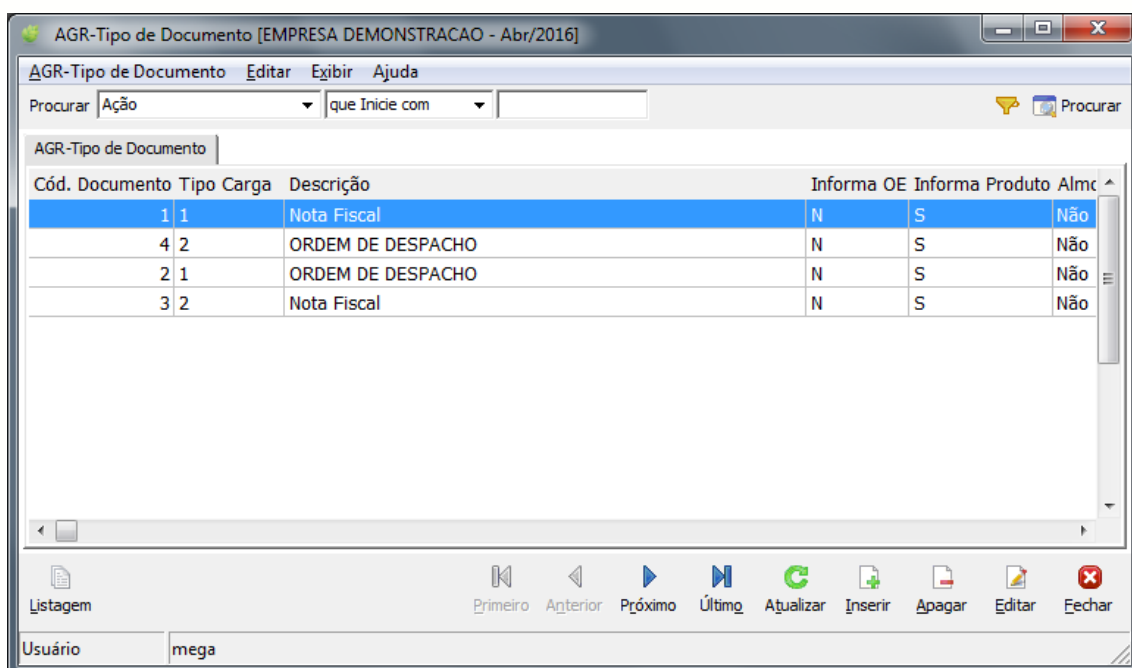 AGR-Tipo de Documento [EMPRESA DEMONSTRACAO - Abr/2016]
AGR-Tipo de Documento Editar Exibir Ajuda
Procurar Ação que Inicie com Procurar
AGR-Tipo de Documento
Cód. Documento Tipo Carga Descrição Informa OE Informa Produto Almo
1 1 Nota Fiscal N S Não
4 2 ORDEM DE DESPACHO N S Não
2 1 ORDEM DE DESPACHO N S Não
3 2 Nota Fiscal N S Não
Listagem Primeiro Anterior Próximo Último Atualizar Inserir Apagar Editar Fechar
Usuário mega